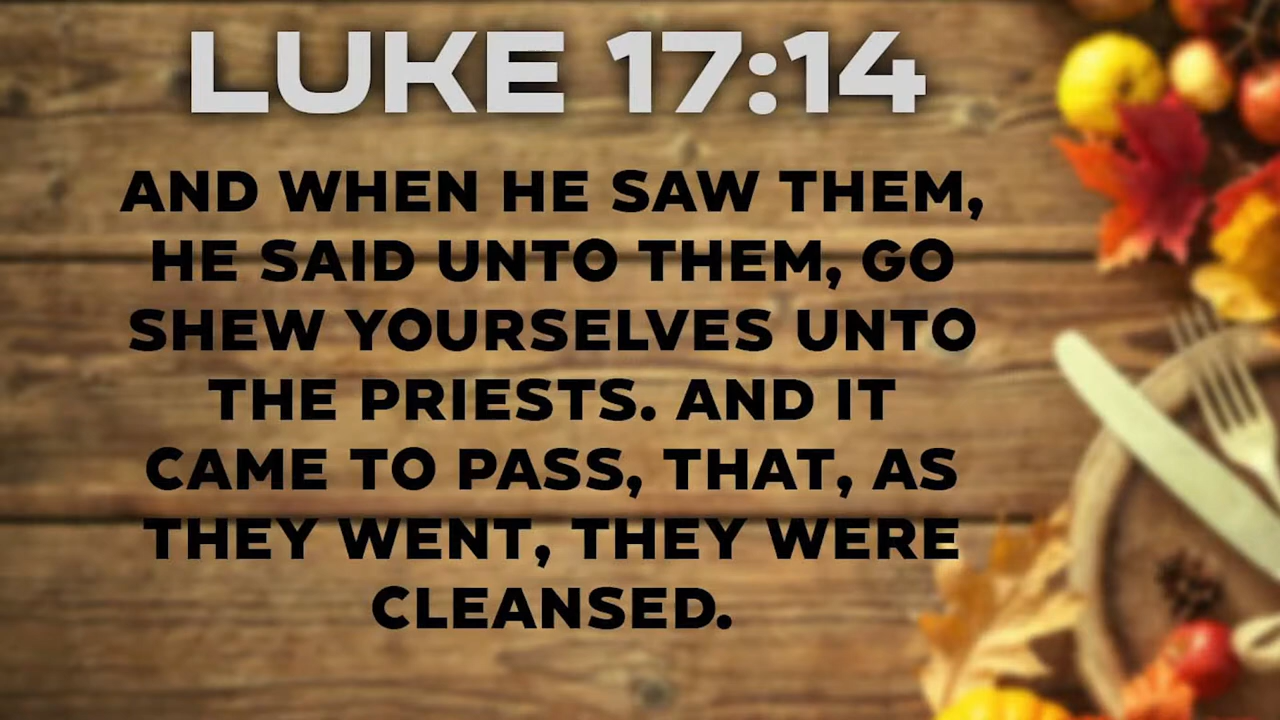 LUKE 17:14
AND WHEN HE SAW THEM,
HE SAID UNTO THEM, GO
SHEW YOURSELVES UNTO
THE PRIESTS. AND IT
CAME TO PASS, THAT, AS
THEY WENT, THEY WERE
CLEANSED.